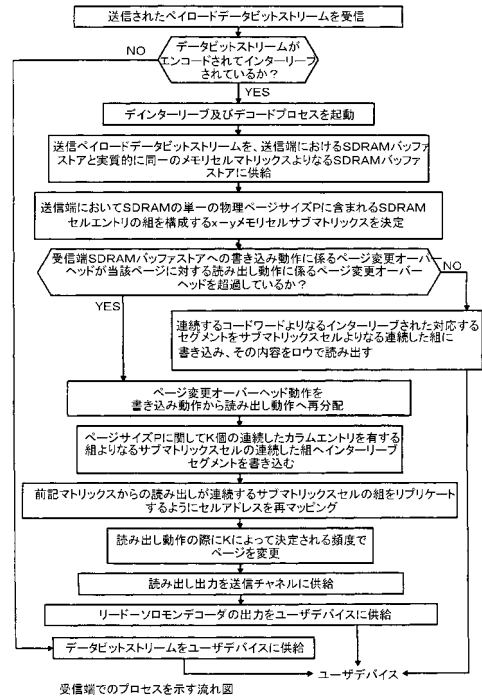 送信されたペイロードデータビットストリームを受信
NO
データビットストリームが
エンコードされてインターリーブ
されているか？
YES
デインターリーブ及びデコードプロセスを起動
送信ペイロードデータビットストリームを、送信端におけるSDRAMバッファ
ストアと実質的に同一のメモリセルマトリックスよりなるSDRAMバッファ
ストアに供給
送信端においてSDRAMの単一の物理ページサイズPに含まれるSDRAM
セルエントリの組を構成するx−yメモリセルサブマトリックスを決定
受信端SDRAMバッファストアへの書き込み動作に係るページ変更オーバー
ヘッドが当該ページに対する読み出し動作に係るページ変更オーバー
ヘッドを超過しているか？
NO
YES
連続するコードワードよりなるインターリーブされた対応する
セグメントをサブマトリックスセルよりなる連続した組に
書き込み、その内容をロウで読み出す
ページ変更オーバーヘッド動作を
書き込み動作から読み出し動作へ再分配
ページサイズPに関してK個の連続したカラムエントリを有する
組よりなるサブマトリックスセルの連続した組へインターリーブ
セグメントを書き込む
前記マトリックスからの読み出しが連続するサブマトリックスセルの組をリプリケート
するようにセルアドレスを再マッピング
読み出し動作の際にKによって決定される頻度で
ページを変更
読み出し出力を送信チャネルに供給
リードーソロモンデコーダの出力をユーザデバイスに供給
データビットストリームをユーザデバイスに供給
ユーザデバイス
受信端でのプロセスを示す流れ図